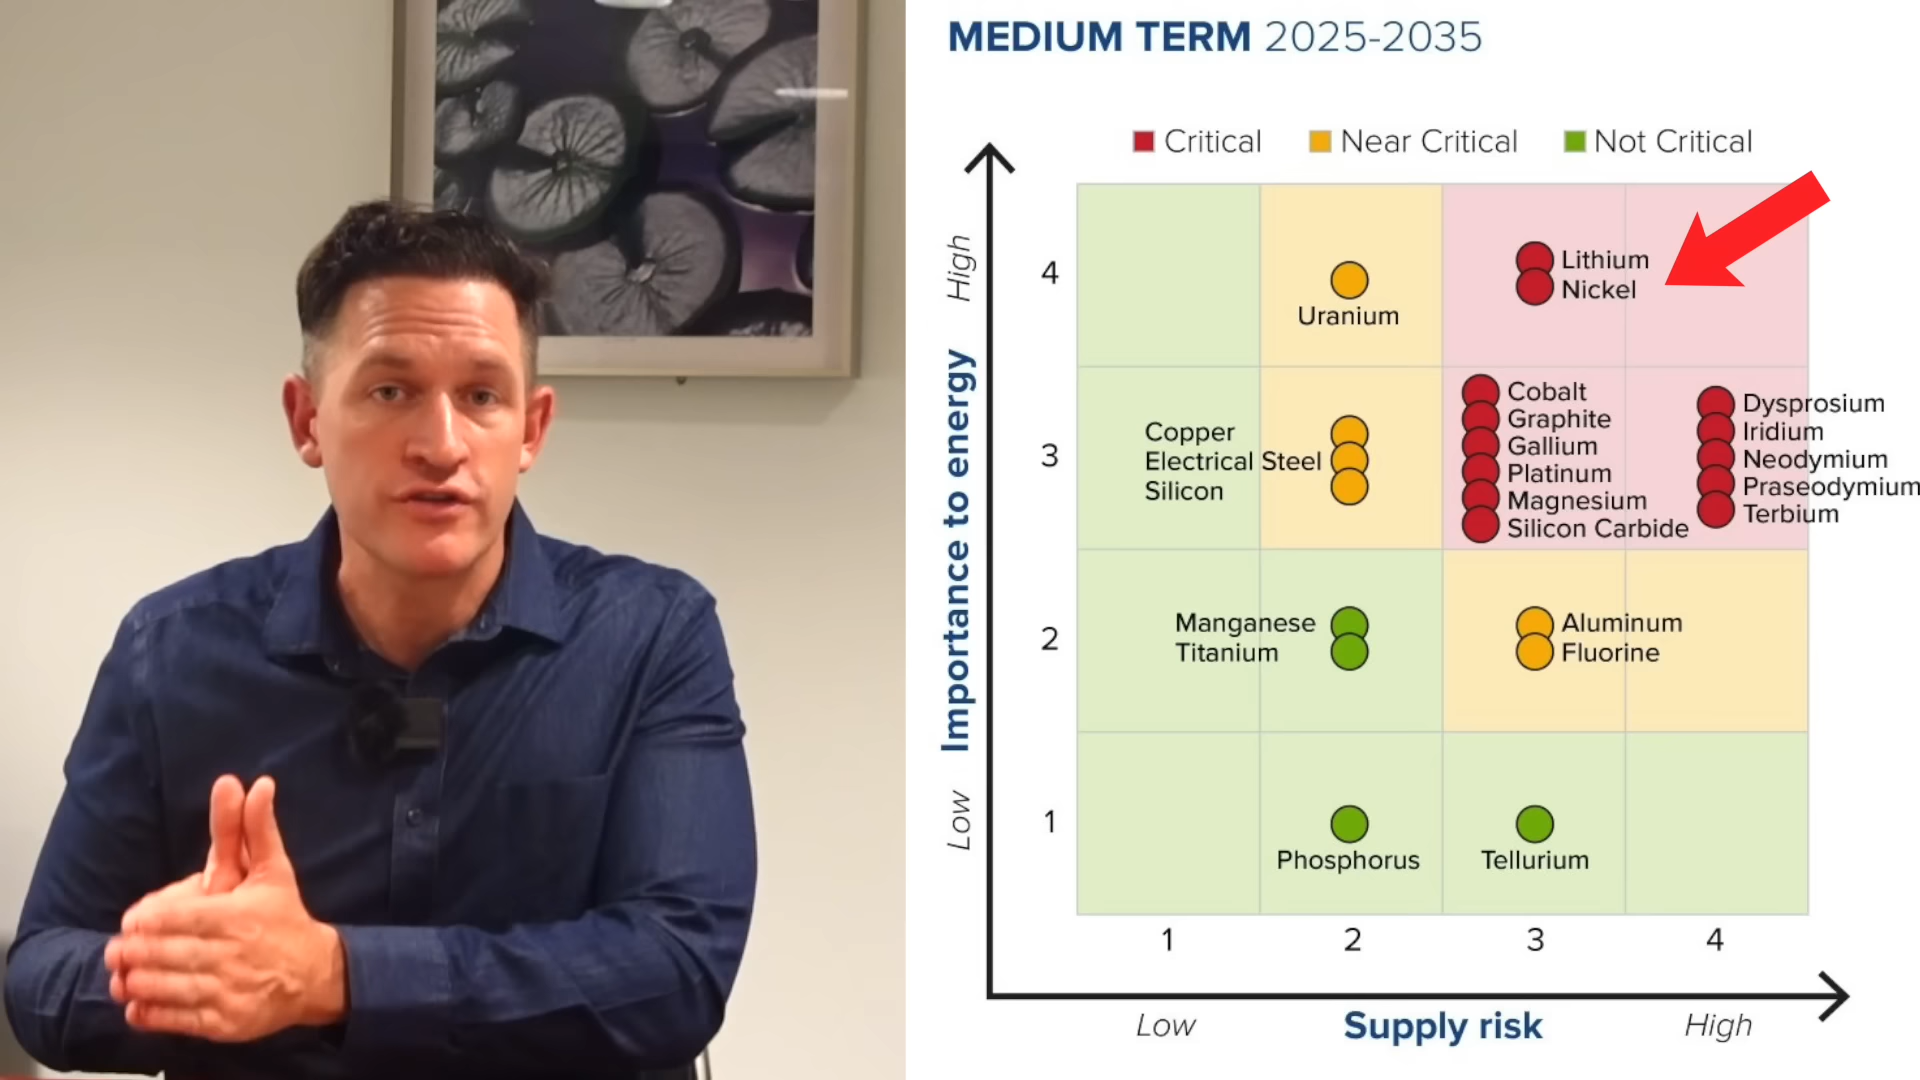 MEDIUM TERM 2025-2035
Critical
Near Critical
Not Critical
High
Importance to energy
Low
4
3
2
1
Uranium
Lithium
Nickel
Copper
Electrical Steel
Silicon
Cobalt
Graphite
Gallium
Platinum
Magnesium
Silicon Carbide
Dysprosium
Iridium
Neodymium
Praseodymium
Terbium
Manganese
Titanium
Aluminum
Fluorine
Phosphorus
Tellurium
1
2
3
4
Low
Supply risk
High